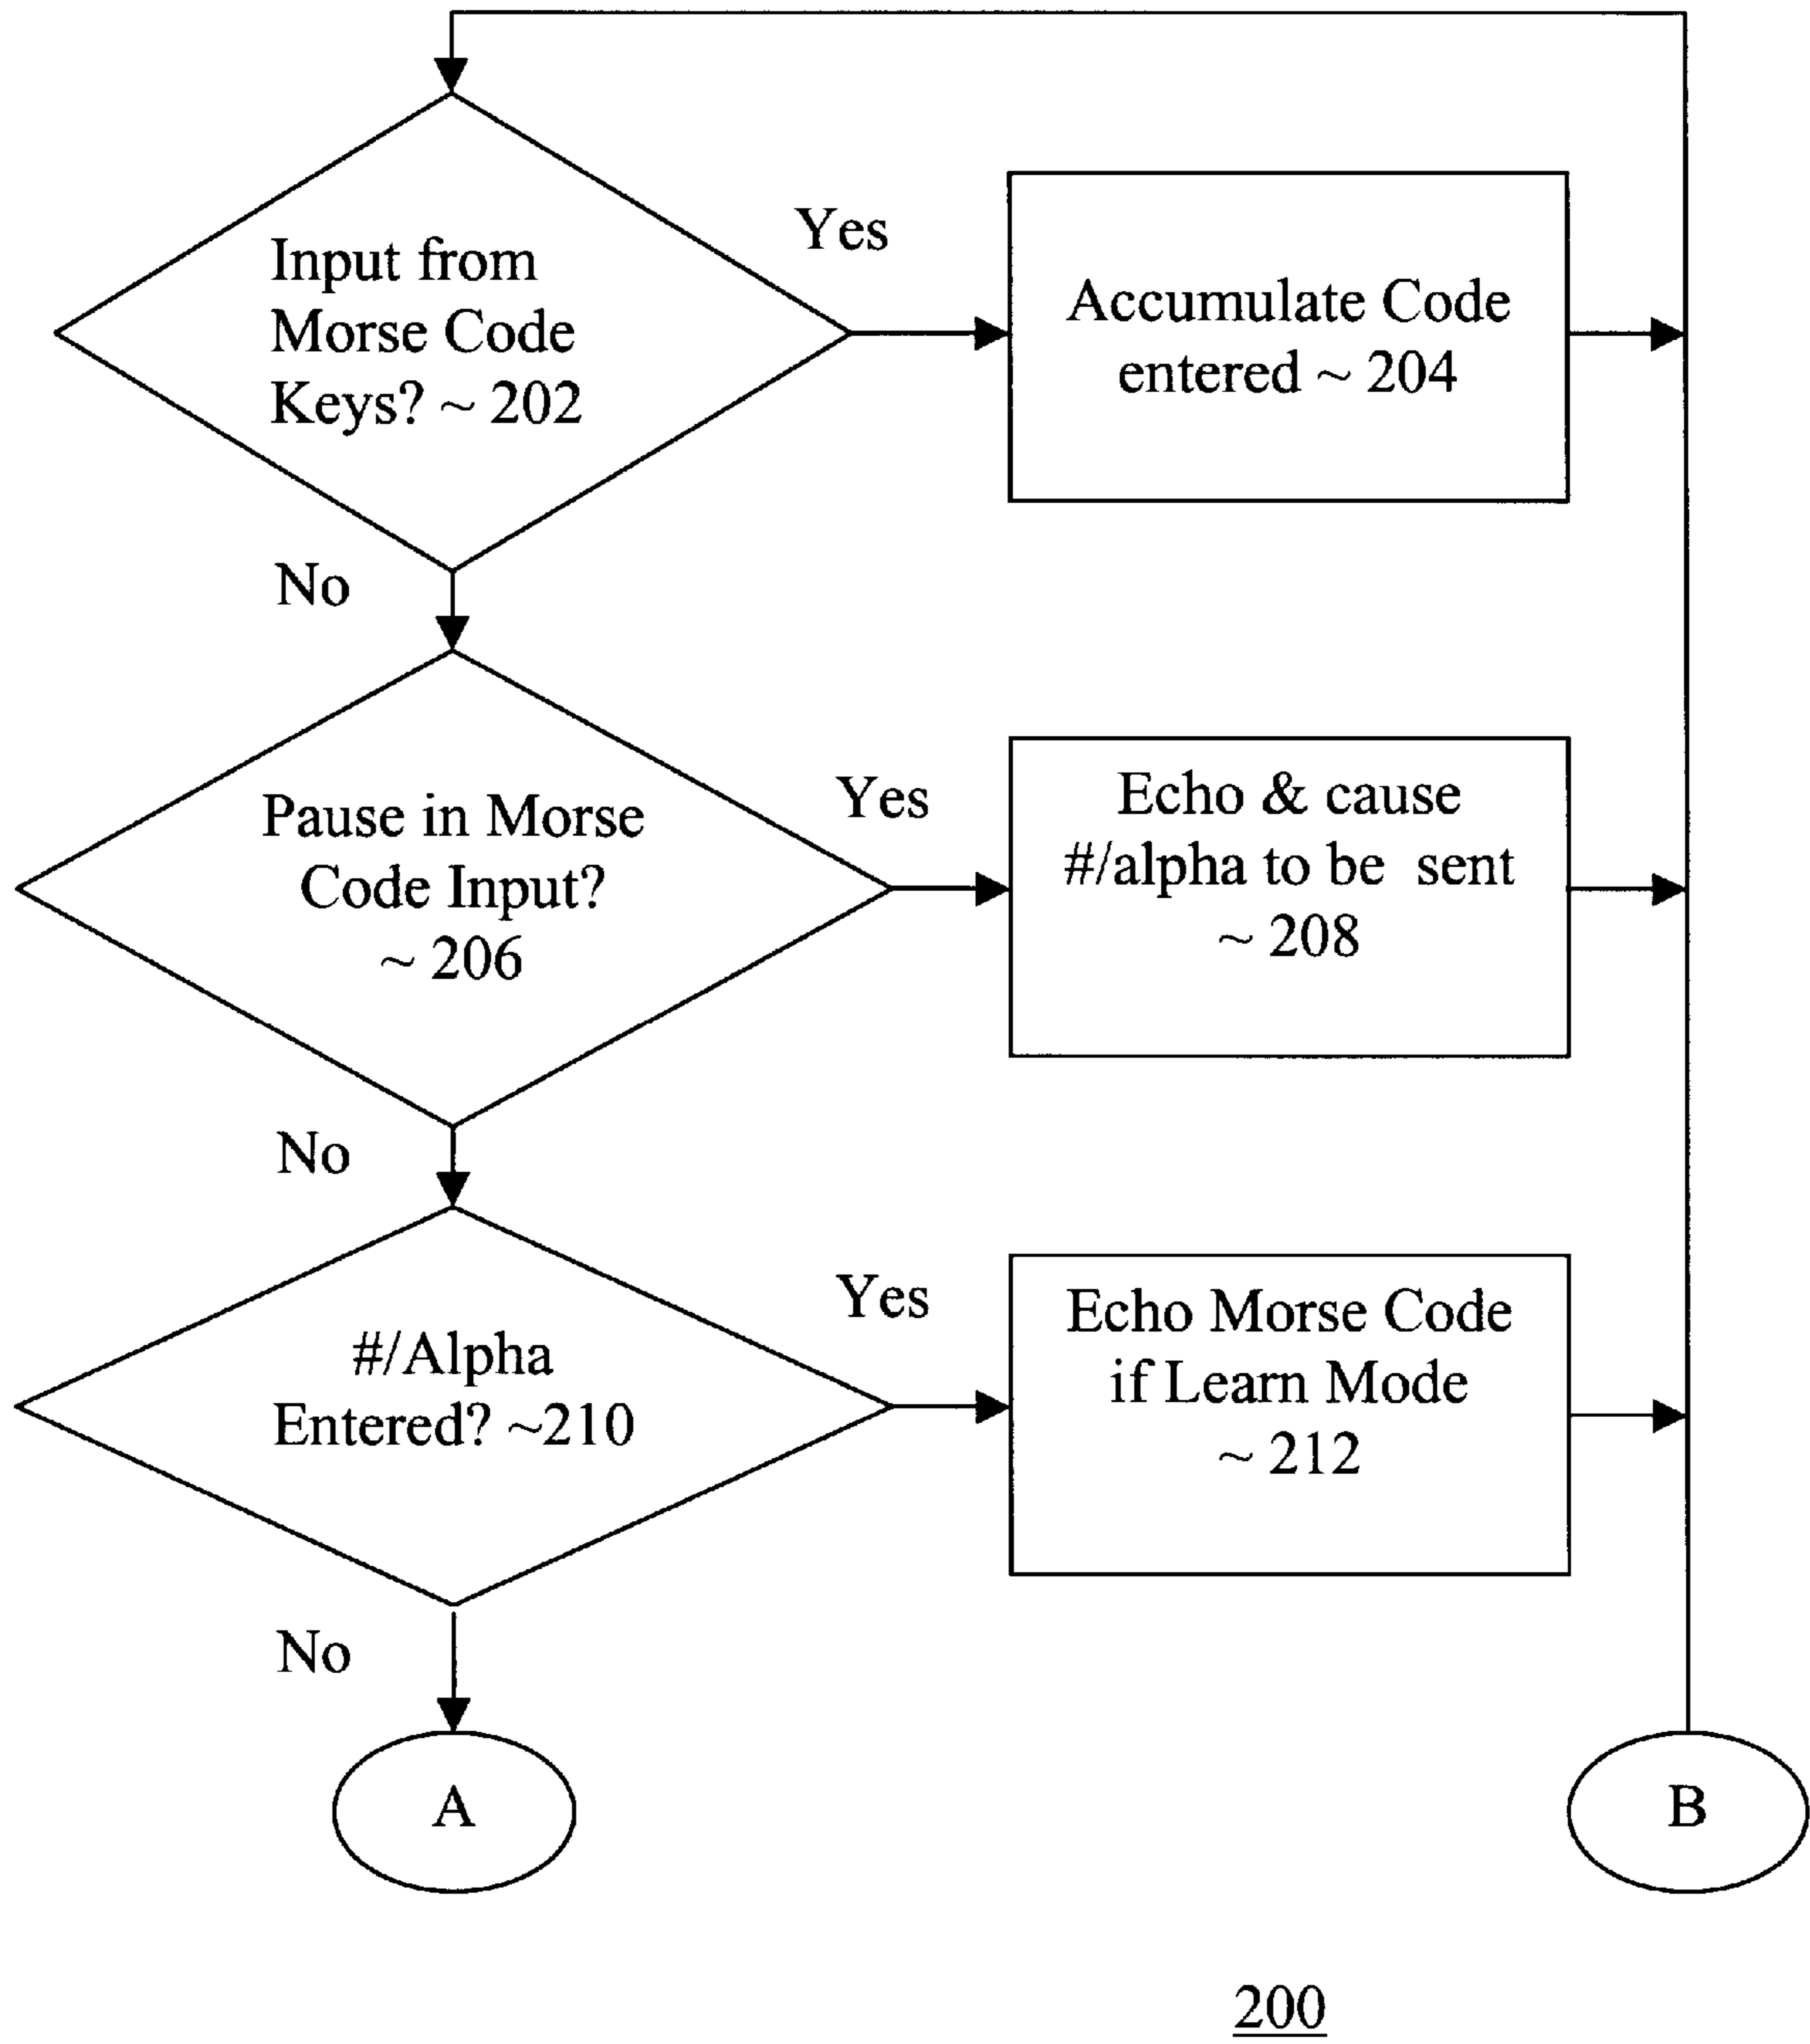 Input from
Morse Code
Keys? ~ 202
Yes
Accumulate Code
entered ~ 204
No
Pause in Morse
Code Input?
~ 206
Yes
Echo & cause
#/alpha to be sent
~ 208
No
#/Alpha
Entered? ~210
Yes
Echo Morse Code
if Learn Mode
~ 212
No
A
B
200